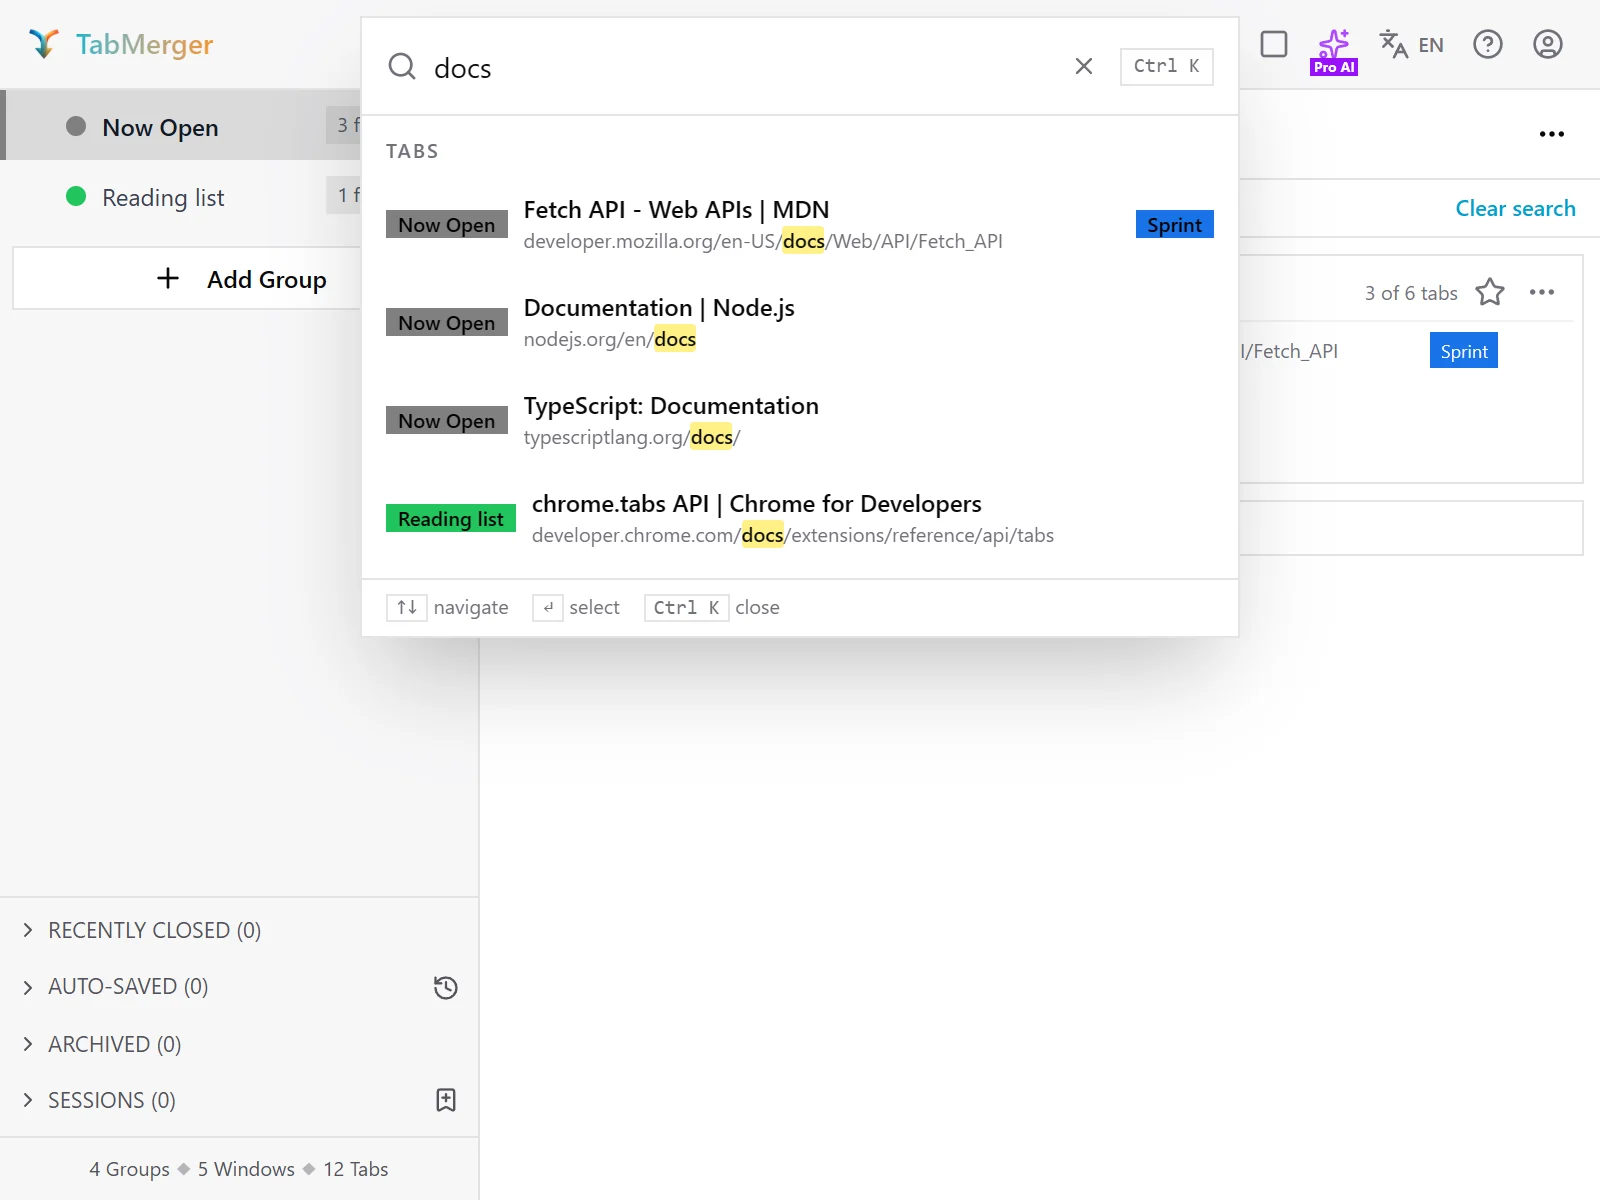 TabMerger
docs
Ctrl K
Pro AI
EN
Now Open
3 f
Reading list
1 f
Add Group
TABS
Now Open
Fetch API - Web APIs | MDN
developer.mozilla.org/en-US/docs/Web/API/Fetch_API
Sprint
Now Open
Documentation | Node.js
nodejs.org/en/docs
Now Open
TypeScript: Documentation
typescriptlang.org/docs/
Reading list
chrome.tabs API | Chrome for Developers
developer.chrome.com/docs/extensions/reference/api/tabs
↑↓ navigate
↵ select
Ctrl K close
Clear search
3 of 6 tabs
I/Fetch_API
Sprint
RECENTLY CLOSED (0)
AUTO-SAVED (0)
ARCHIVED (0)
SESSIONS (0)
4 Groups ◆ 5 Windows ◆ 12 Tabs